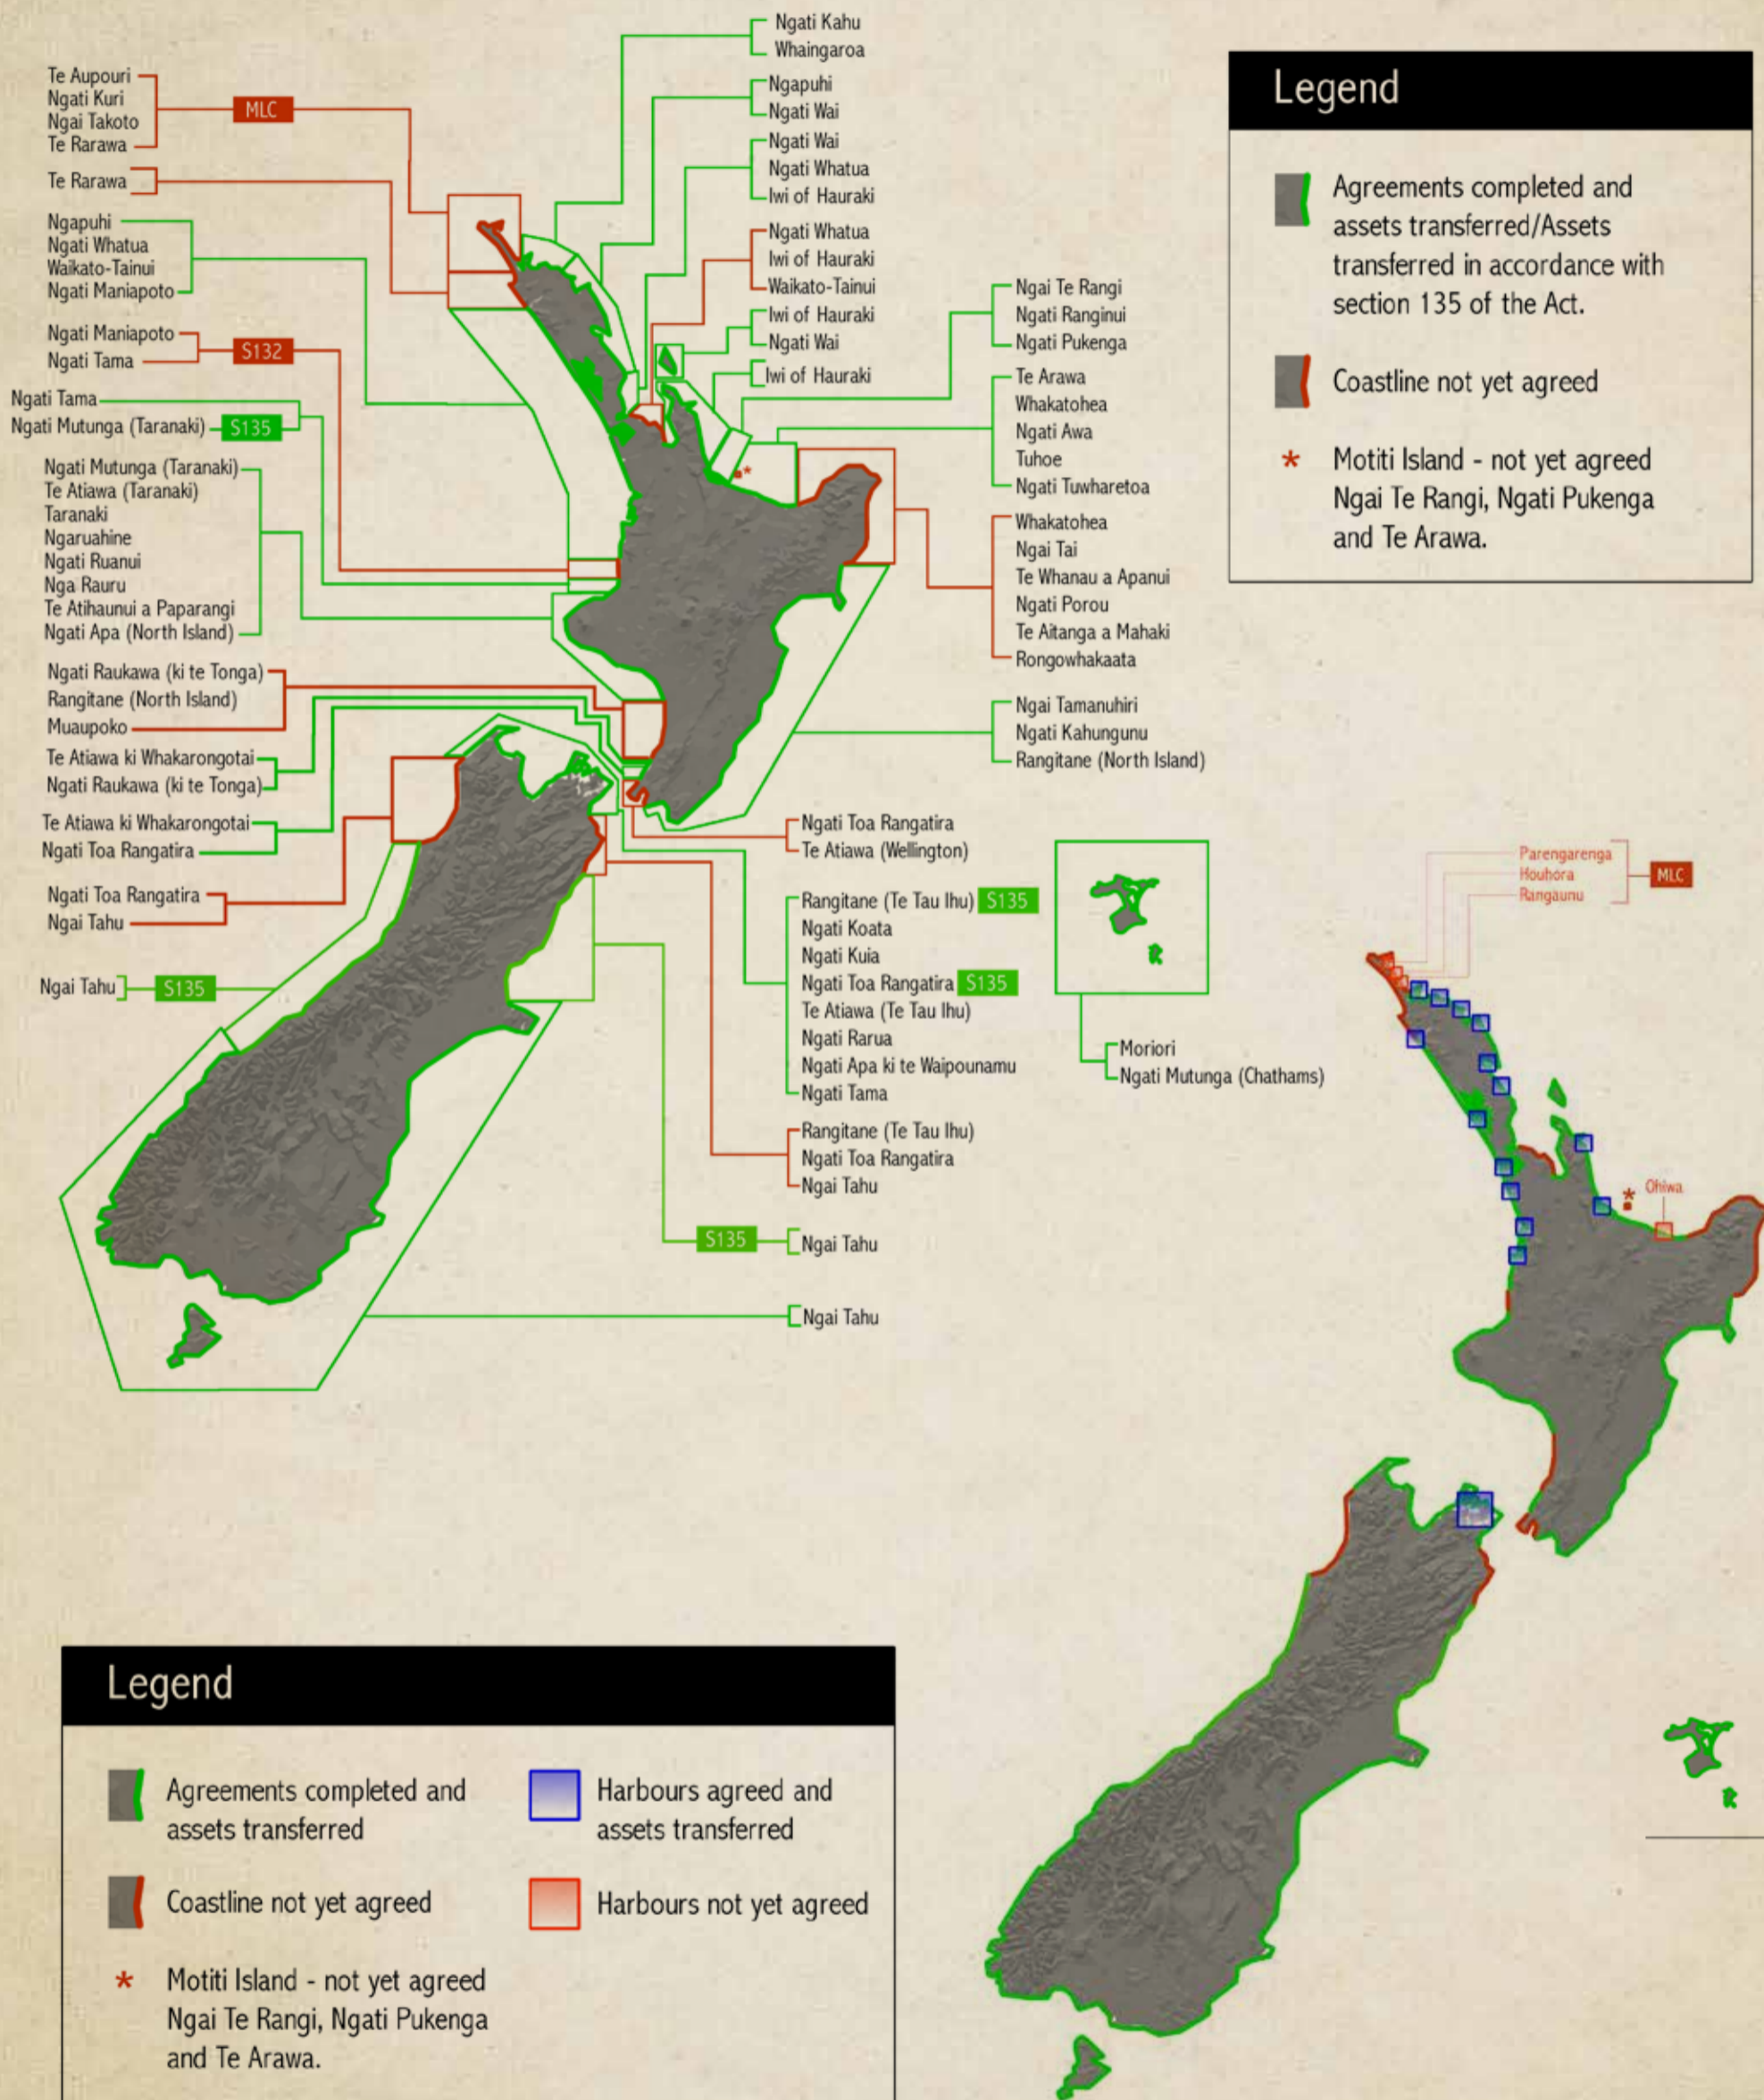 Te Aupouri
Ngati Kuri
Ngai Takoto
Te Rarawa
MLC
Te Rarawa
Ngapuhi
Ngati Whatua
Waikato-Tainui
Ngati Maniapoto
Ngati Maniapoto
Ngati Tama
S132
Ngati Tama
Ngati Mutunga (Taranaki)
S135
Ngati Mutunga (Taranaki)
Te Atiawa (Taranaki)
Taranaki
Ngaruahine
Ngati Ruanui
Nga Rauru
Te Atihaunui a Paparangi
Ngati Apa (North Island)
Ngati Raukawa (ki te Tonga)
Rangitane (North Island)
Muaupoko
Te Atiawa ki Whakarongotai
Ngati Raukawa (ki te Tonga)
Te Atiawa ki Whakarongotai
Ngati Toa Rangatira
Ngati Toa Rangatira
Ngai Tahu
Ngai Tahu
S135
Ngati Kahu
Whaingaroa
Ngapuhi
Ngati Wai
Ngati Wai
Ngati Whatua
Iwi of Hauraki
Ngati Whatua
Iwi of Hauraki
Waikato-Tainui
Iwi of Hauraki
Ngati Wai
Iwi of Hauraki
Ngai Te Rangi
Ngati Ranginui
Ngati Pukenga
Te Arawa
Whakatohea
Ngati Awa
Tuhoe
Ngati Tuwharetoa
*
Whakatohea
Ngai Tai
Te Whanau a Apanui
Ngati Porou
Te Aitanga a Mahaki
Rongowhakaata
Ngai Tamanuhiri
Ngati Kahungunu
Rangitane (North Island)
Ngati Toa Rangatira
Te Atiawa (Wellington)
Rangitane (Te Tau Ihu) S135
Ngati Koata
Ngati Kuia
Ngati Toa Rangatira S135
Te Atiawa (Te Tau Ihu)
Ngati Rarua
Ngati Apa ki te Waipounamu
Ngati Tama
Rangitane (Te Tau Ihu)
Ngati Toa Rangatira
Ngai Tahu
S135
Ngai Tahu
Ngai Tahu
Moriori
Ngati Mutunga (Chathams)
Legend
Agreements completed and
assets transferred/Assets
transferred in accordance with
section 135 of the Act.
Coastline not yet agreed
* Motiti Island - not yet agreed
Ngai Te Rangi, Ngati Pukenga
and Te Arawa.
Parengarenga
Houhora
Rangaunu
MLC
*
Ohiwa
Legend
Agreements completed and
assets transferred
Harbours agreed and
assets transferred
Coastline not yet agreed
Harbours not yet agreed
* Motiti Island - not yet agreed
Ngai Te Rangi, Ngati Pukenga
and Te Arawa.